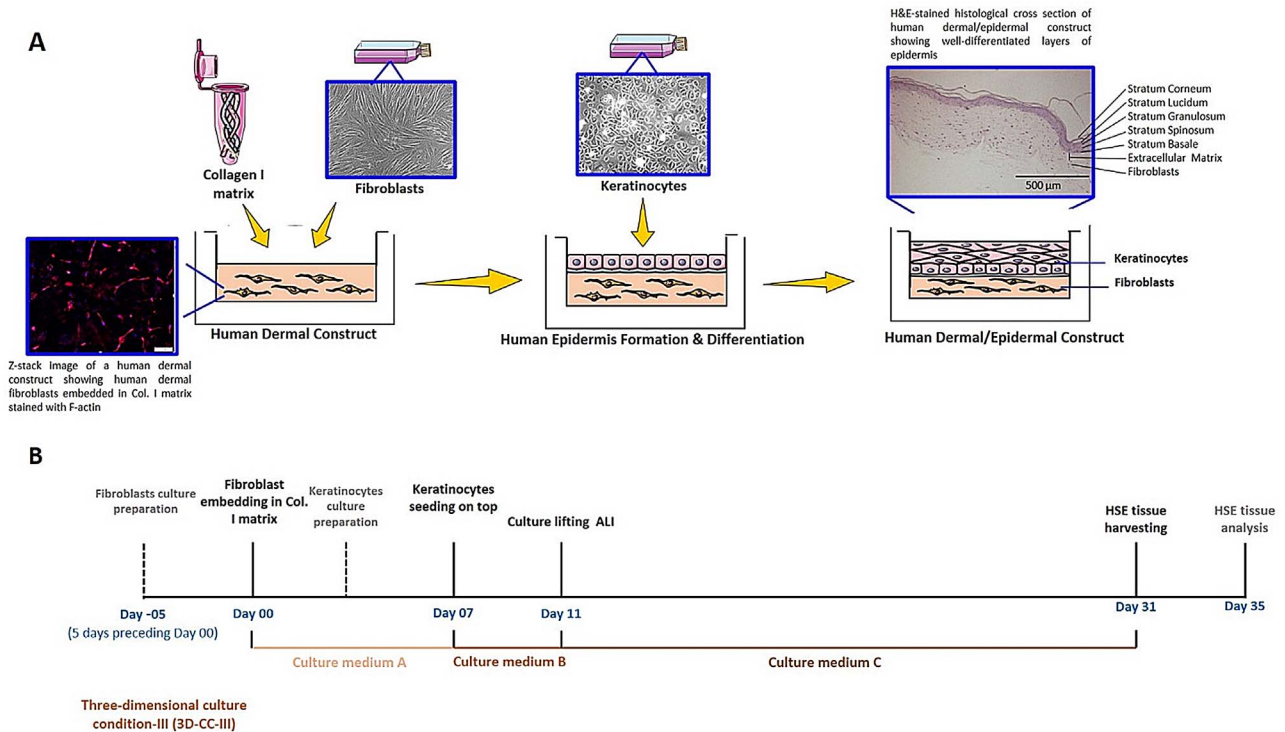 A
H&E-stained histological cross section of
human dermal/epidermal construct
showing well-differentiated layers of
epidermis
Stratum Corneum
Stratum Lucidum
Stratum Granulosum
Stratum Spinosum
Stratum Basale
Extracellular Matrix
Fibroblasts
500 µm
Collagen I
matrix
Fibroblasts
Keratinocytes
Keratinocytes
Fibroblasts
Human Dermal Construct
Human Epidermis Formation & Differentiation
Human Dermal/Epidermal Construct
Z-stack image of a human dermal
construct showing human dermal
fibroblasts embedded in Col. I matrix
stained with F-actin
B
Fibroblasts culture
preparation
Fibroblast
embedding in Col.
I matrix
Keratinocytes
culture
preparation
Keratinocytes
seeding on top
Culture lifting ALI
HSE tissue
harvesting
HSE tissue
analysis
Day -05
(5 days preceding Day 00)
Day 00
Day 07
Day 11
Day 31
Day 35
Culture medium A
Culture medium B
Culture medium C
Three-dimensional culture
condition-III (3D-CC-III)